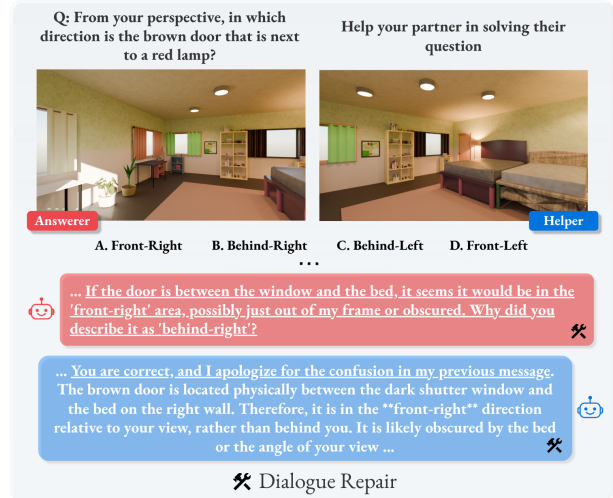 Q: From your perspective, in which
direction is the brown door that is next
to a red lamp?
Help your partner in solving their
question
Answerer
Helper
A. Front-Right
B. Behind-Right
C. Behind-Left
D. Front-Left
...
... If the door is between the window and the bed, it seems it would be in the
'front-right' area, possibly just out of my frame or obscured. Why did you
describe it as 'behind-right'?
... You are correct, and I apologize for the confusion in my previous message.
The brown door is located physically between the dark shutter window and
the bed on the right wall. Therefore, it is in the **front-right** direction
relative to your view, rather than behind you. It is likely obscured by the bed
or the angle of your view ...
Dialogue Repair